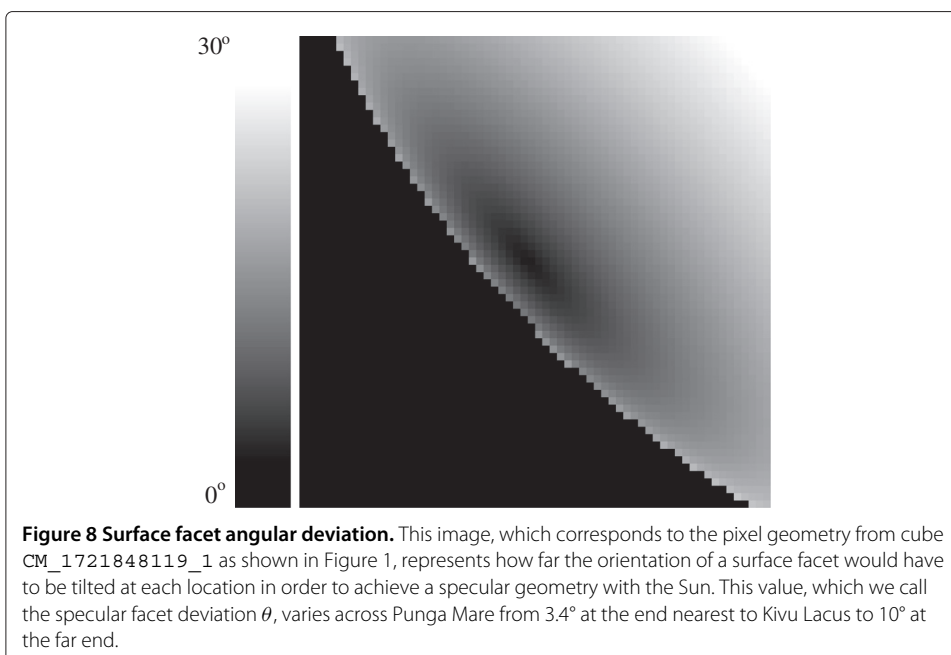 30º
0º
Figure 8 Surface facet angular deviation. This image, which corresponds to the pixel geometry from cube
CM_1721848119_1 as shown in Figure 1, represents how far the orientation of a surface facet would have
to be tilted at each location in order to achieve a specular geometry with the Sun. This value, which we call
the specular facet deviation θ, varies across Punga Mare from 3.4° at the end nearest to Kivu Lacus to 10° at
the far end.